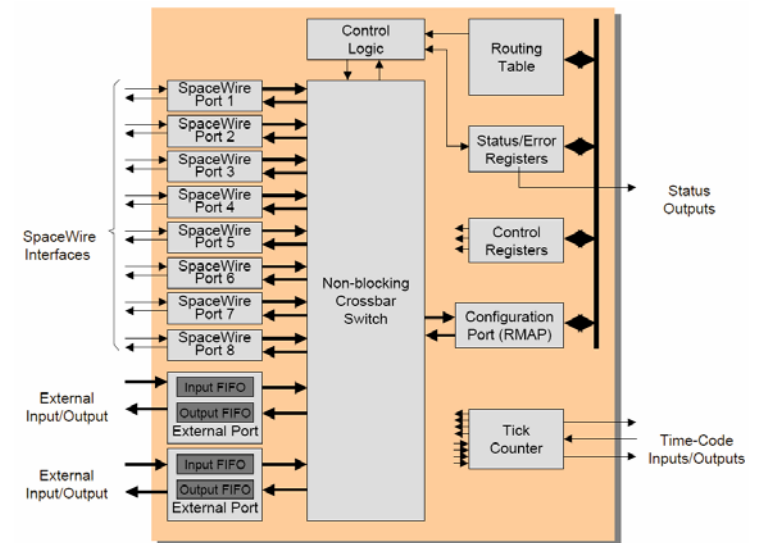 Control
Logic
Routing
Table
SpaceWire
Port 1
SpaceWire
Port 2
SpaceWire
Port 3
SpaceWire
Port 4
SpaceWire
Port 5
SpaceWire
Port 6
SpaceWire
Port 7
SpaceWire
Port 8
SpaceWire
Interfaces
Non-blocking
Crossbar
Switch
Status/Error
Registers
Status
Outputs
Control
Registers
Configuration
Port (RMAP)
External
Input/Output
Input FIFO
Output FIFO
External Port
External
Input/Output
Input FIFO
Output FIFO
External Port
Tick
Counter
Time-Code
Inputs/Outputs